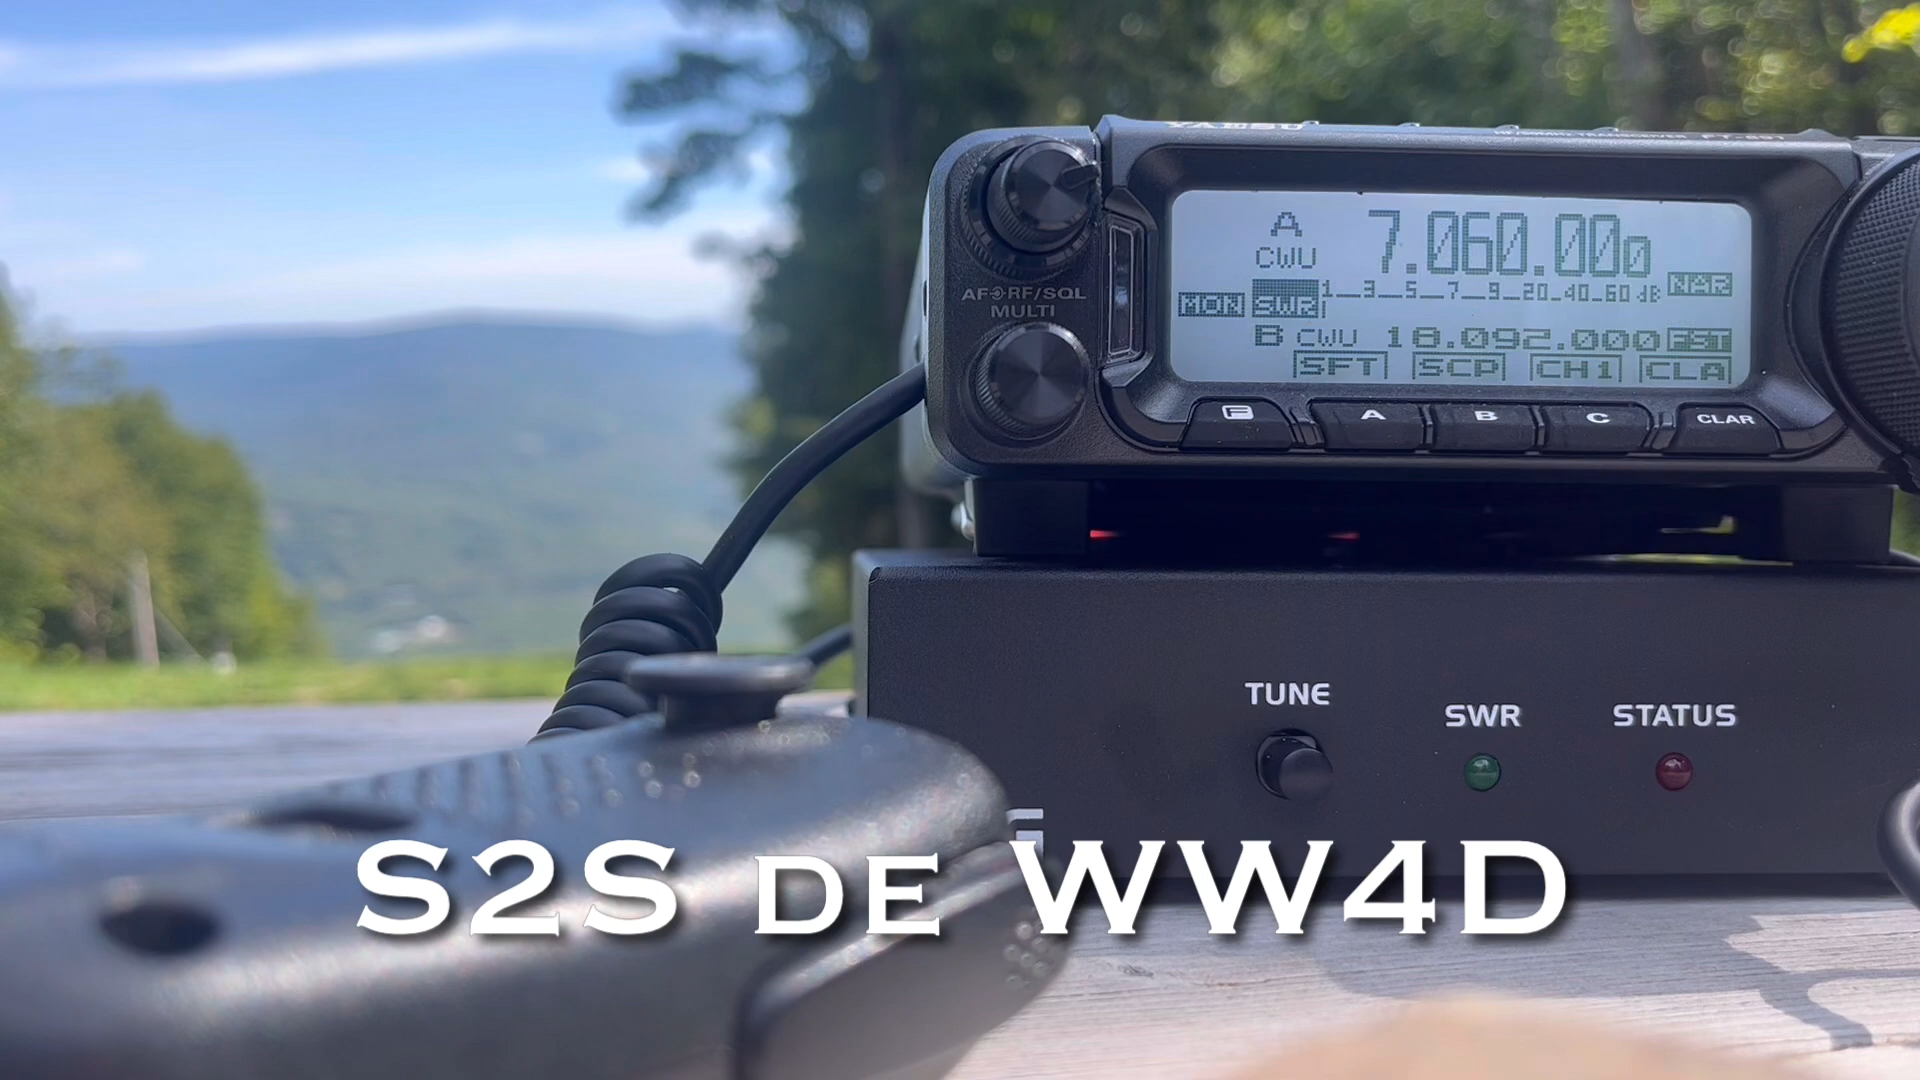 YAESU
A 7.060.000
CWU
AF RF/SQL
MULTI
1 3 5 7 9 20 40 60 dB NAR
MON SWR
B CWU 18.092.000 FST
SFT SCP CH1 CLA
F A B C CLAR
TUNE
SWR
STATUS
S2S DE WW4D